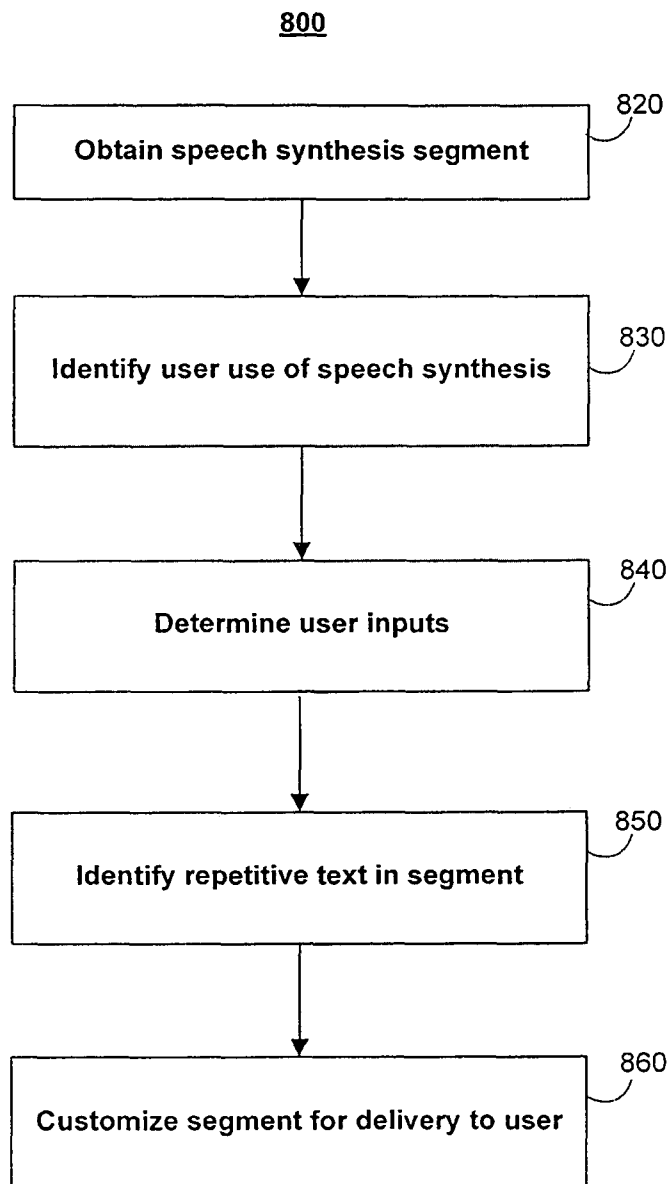 800
820
Obtain speech synthesis segment
830
Identify user use of speech synthesis
840
Determine user inputs
850
Identify repetitive text in segment
860
Customize segment for delivery to user